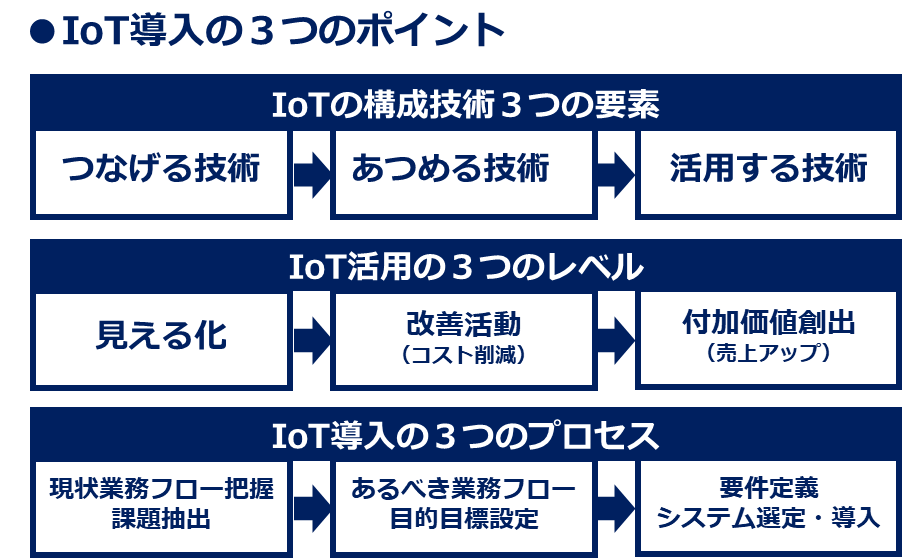 ●IoT導入の３つのポイント
IoTの構成技術３つの要素
つなげる技術
あつめる技術
活用する技術
IoT活用の３つのレベル
見える化
改善活動
（コスト削減）
付加価値創出
（売上アップ）
IoT導入の３つのプロセス
現状業務フロー把握
課題抽出
あるべき業務フロー
目的目標設定
要件定義
システム選定・導入